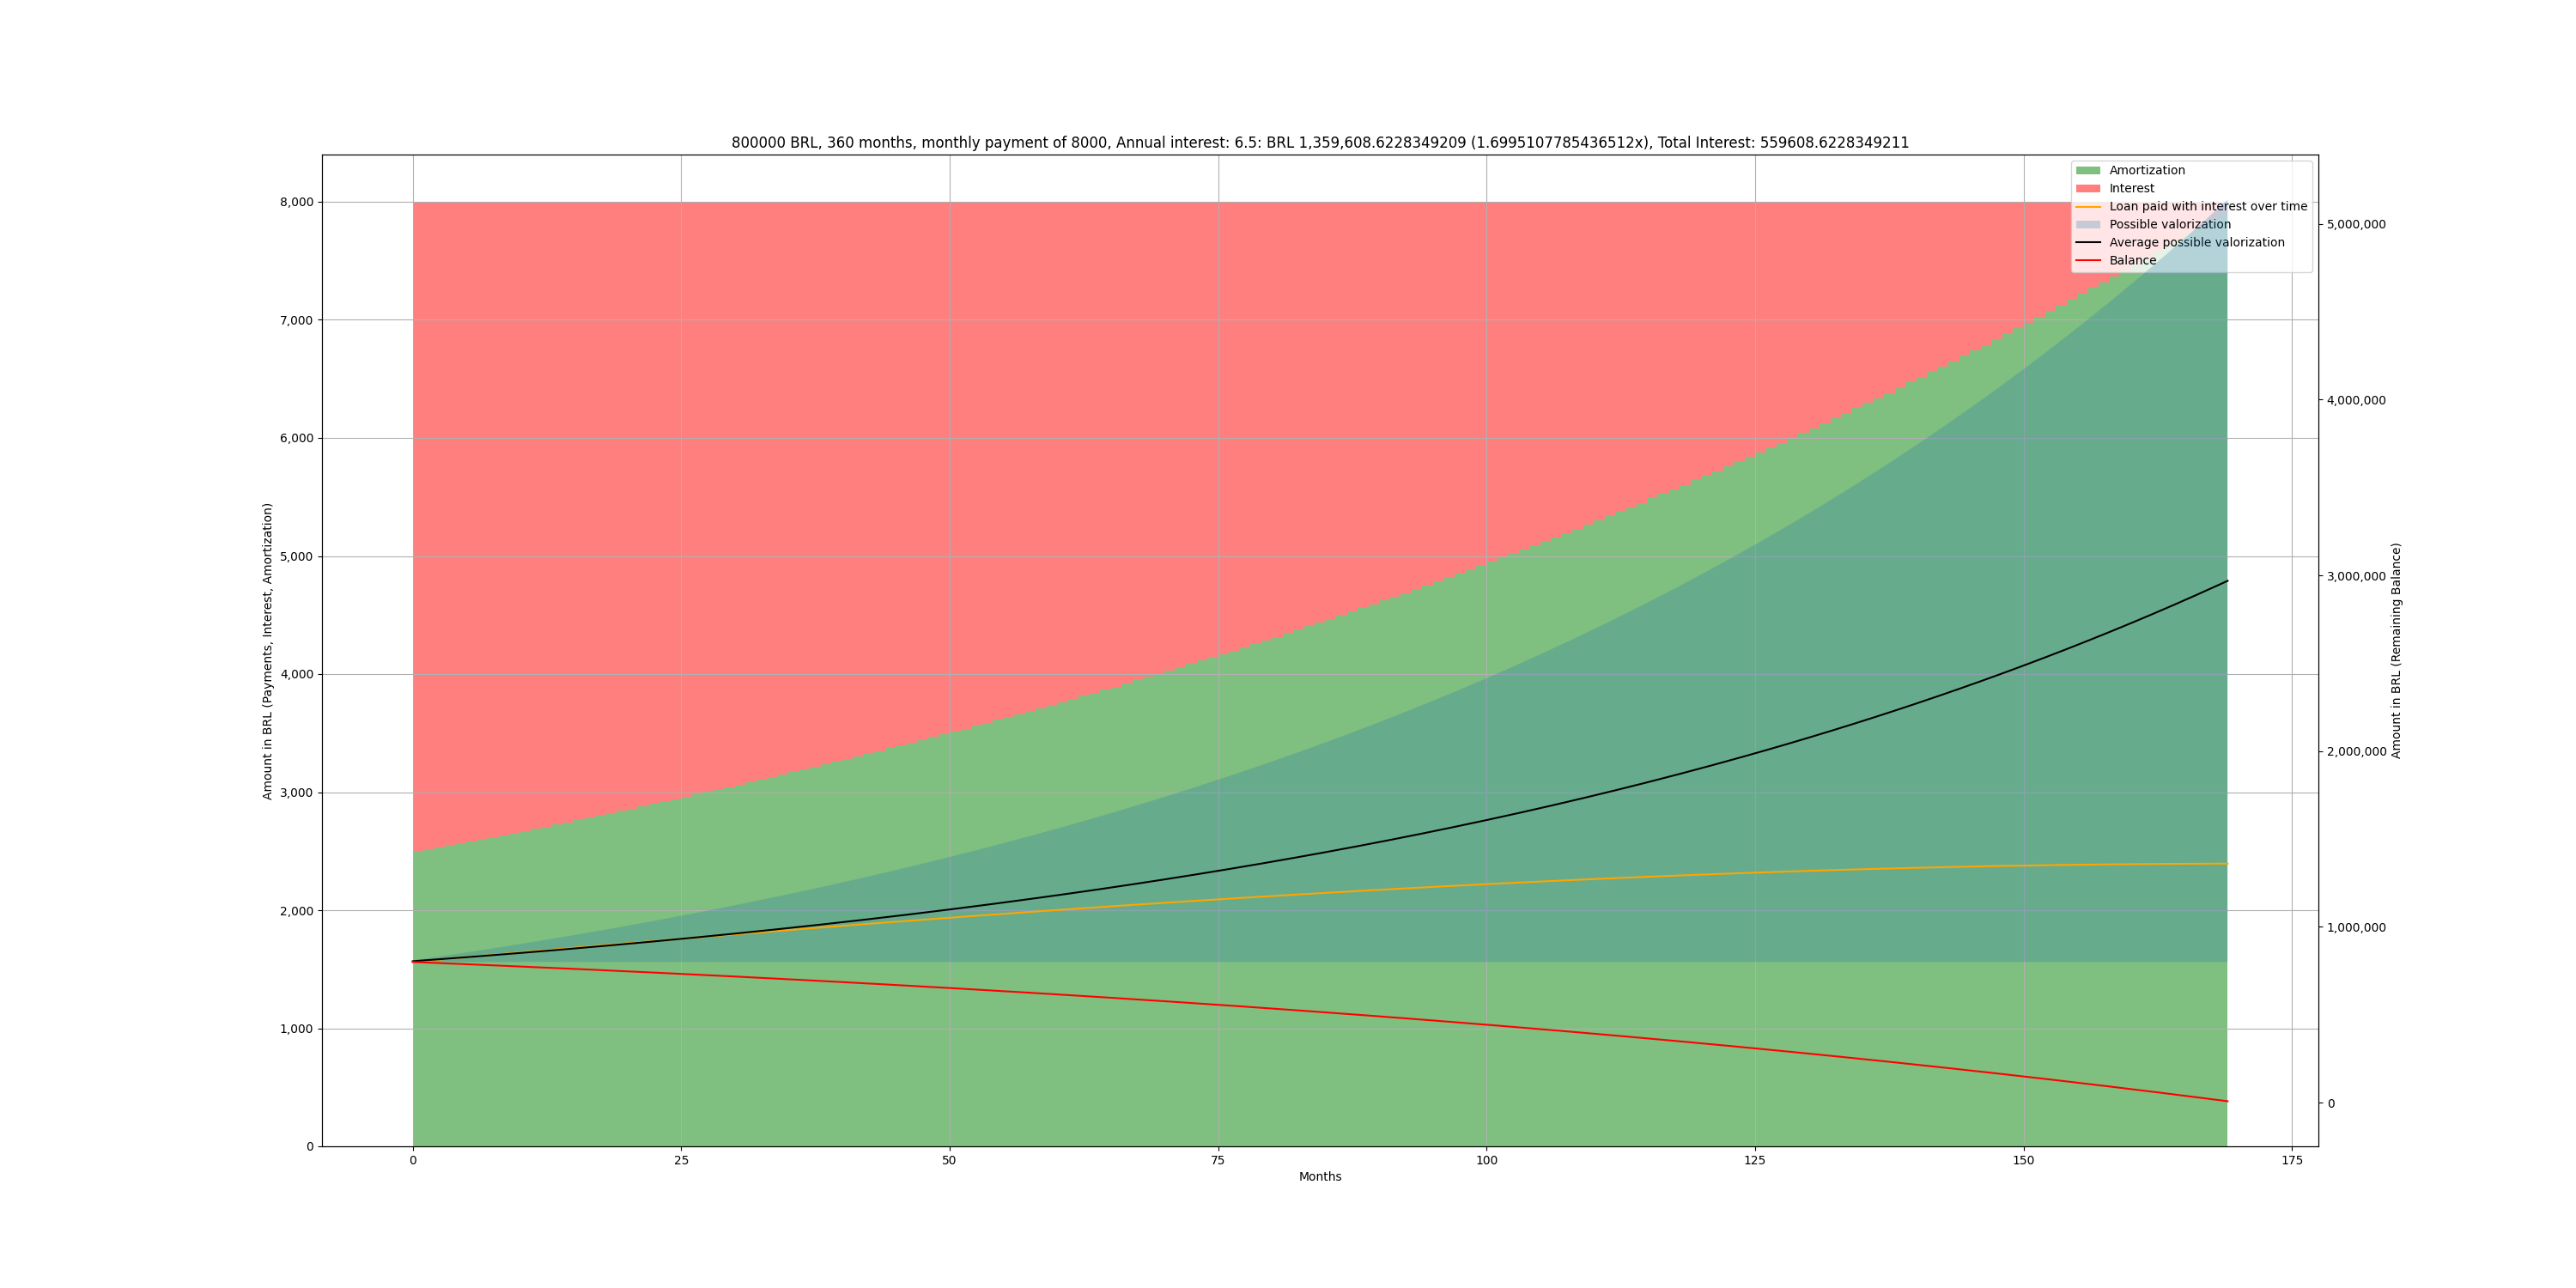 800000 BRL, 360 months, monthly payment of 8000, Annual interest: 6.5: BRL 1,359,608.6228349209 (1.6995107785436512x), Total Interest: 559608.6228349211
Amortization
Interest
Loan paid with interest over time
Possible valorization
Average possible valorization
Balance
Amount in BRL (Payments, Interest, Amortization)
8,000
7,000
6,000
5,000
4,000
3,000
2,000
1,000
0
5,000,000
4,000,000
3,000,000
2,000,000
1,000,000
0
Amount in BRL (Remaining Balance)
0
25
50
75
100
125
150
175
Months